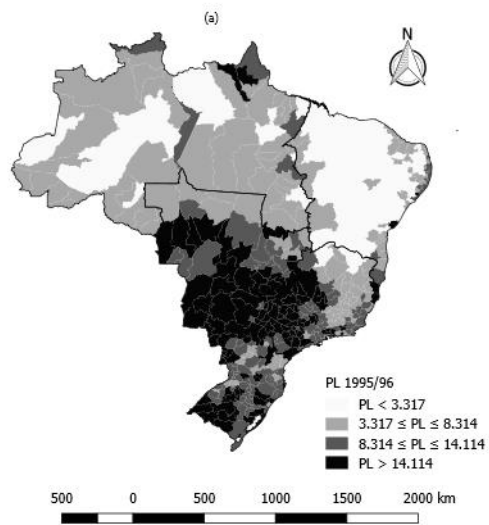 (a)
N
PL 1995/96
PL < 3.317
3.317 ≤ PL ≤ 8.314
8.314 ≤ PL ≤ 14.114
PL > 14.114
500 0 500 1000 1500 2000 km